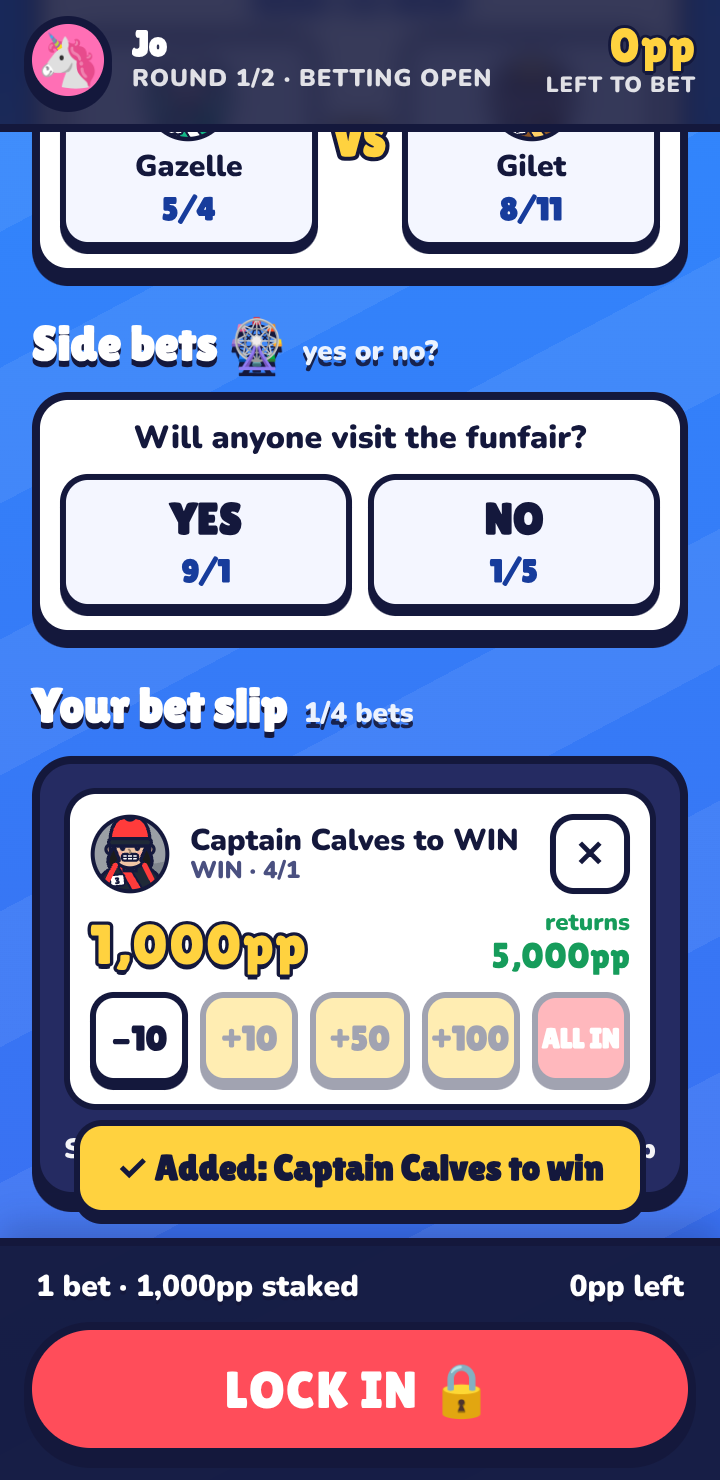 Jo
ROUND 1/2 · BETTING OPEN
0pp
LEFT TO BET
VS
Gazelle
5/4
Gilet
8/11
Side bets 🎡 yes or no?
Will anyone visit the funfair?
YES
9/1
NO
1/5
Your bet slip 1/4 bets
Captain Calves to WIN
WIN · 4/1
✕
1,000pp
returns
5,000pp
−10
+10
+50
+100
ALL IN
✓ Added: Captain Calves to win
1 bet · 1,000pp staked
0pp left
LOCK IN 🔒